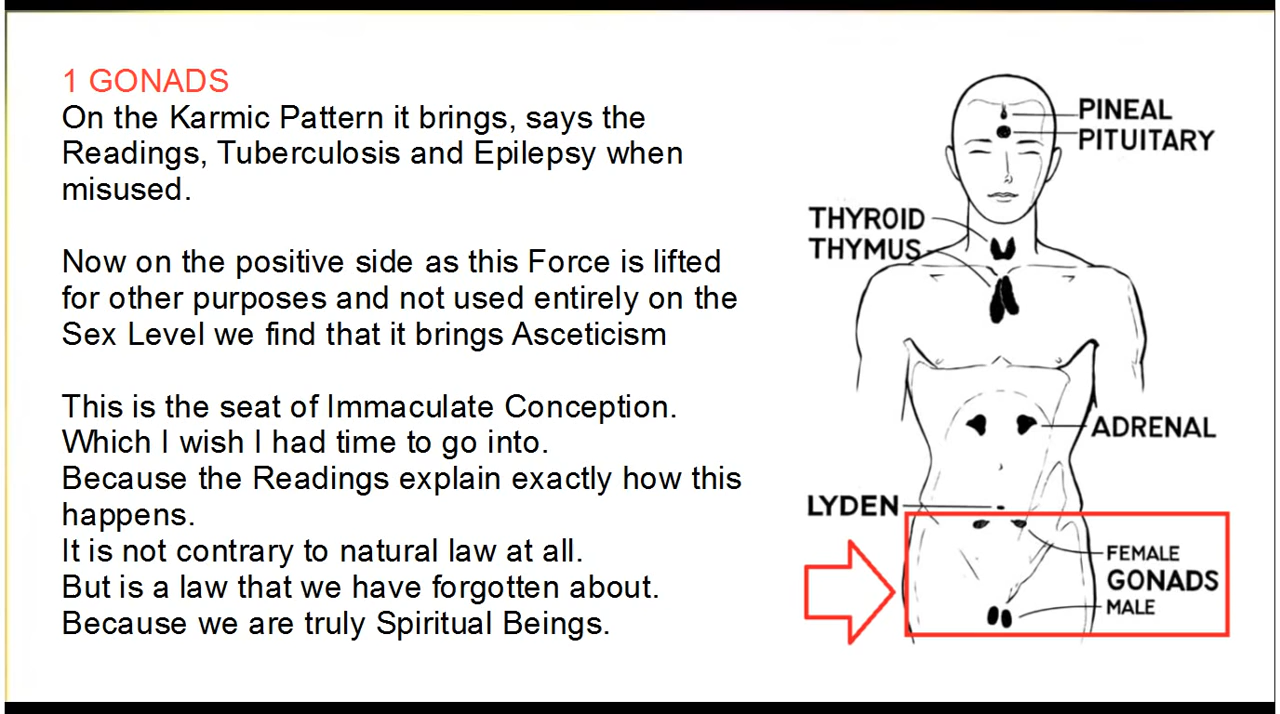 1 GONADS
On the Karmic Pattern it brings, says the
Readings, Tuberculosis and Epilepsy when
misused.
Now on the positive side as this Force is lifted
for other purposes and not used entirely on the
Sex Level we find that it brings Asceticism
This is the seat of Immaculate Conception.
Which I wish I had time to go into.
Because the Readings explain exactly how this
happens.
It is not contrary to natural law at all.
But is a law that we have forgotten about.
Because we are truly Spiritual Beings.
PINEAL
PITUITARY
THYROID
THYMUS
ADRENAL
LYDEN
FEMALE
GONADS
MALE